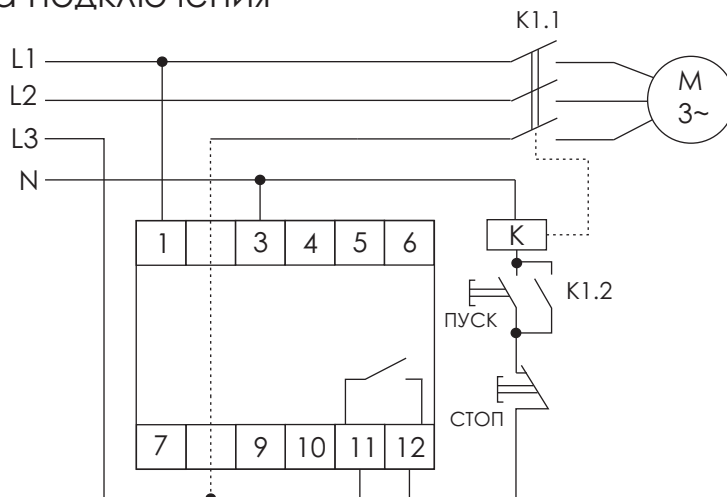 а подключения
K1.1
L1
L2
L3
N
M
3~
1 3 4 5 6
K
K1.2
ПУСК
СТОП
7 9 10 11 12